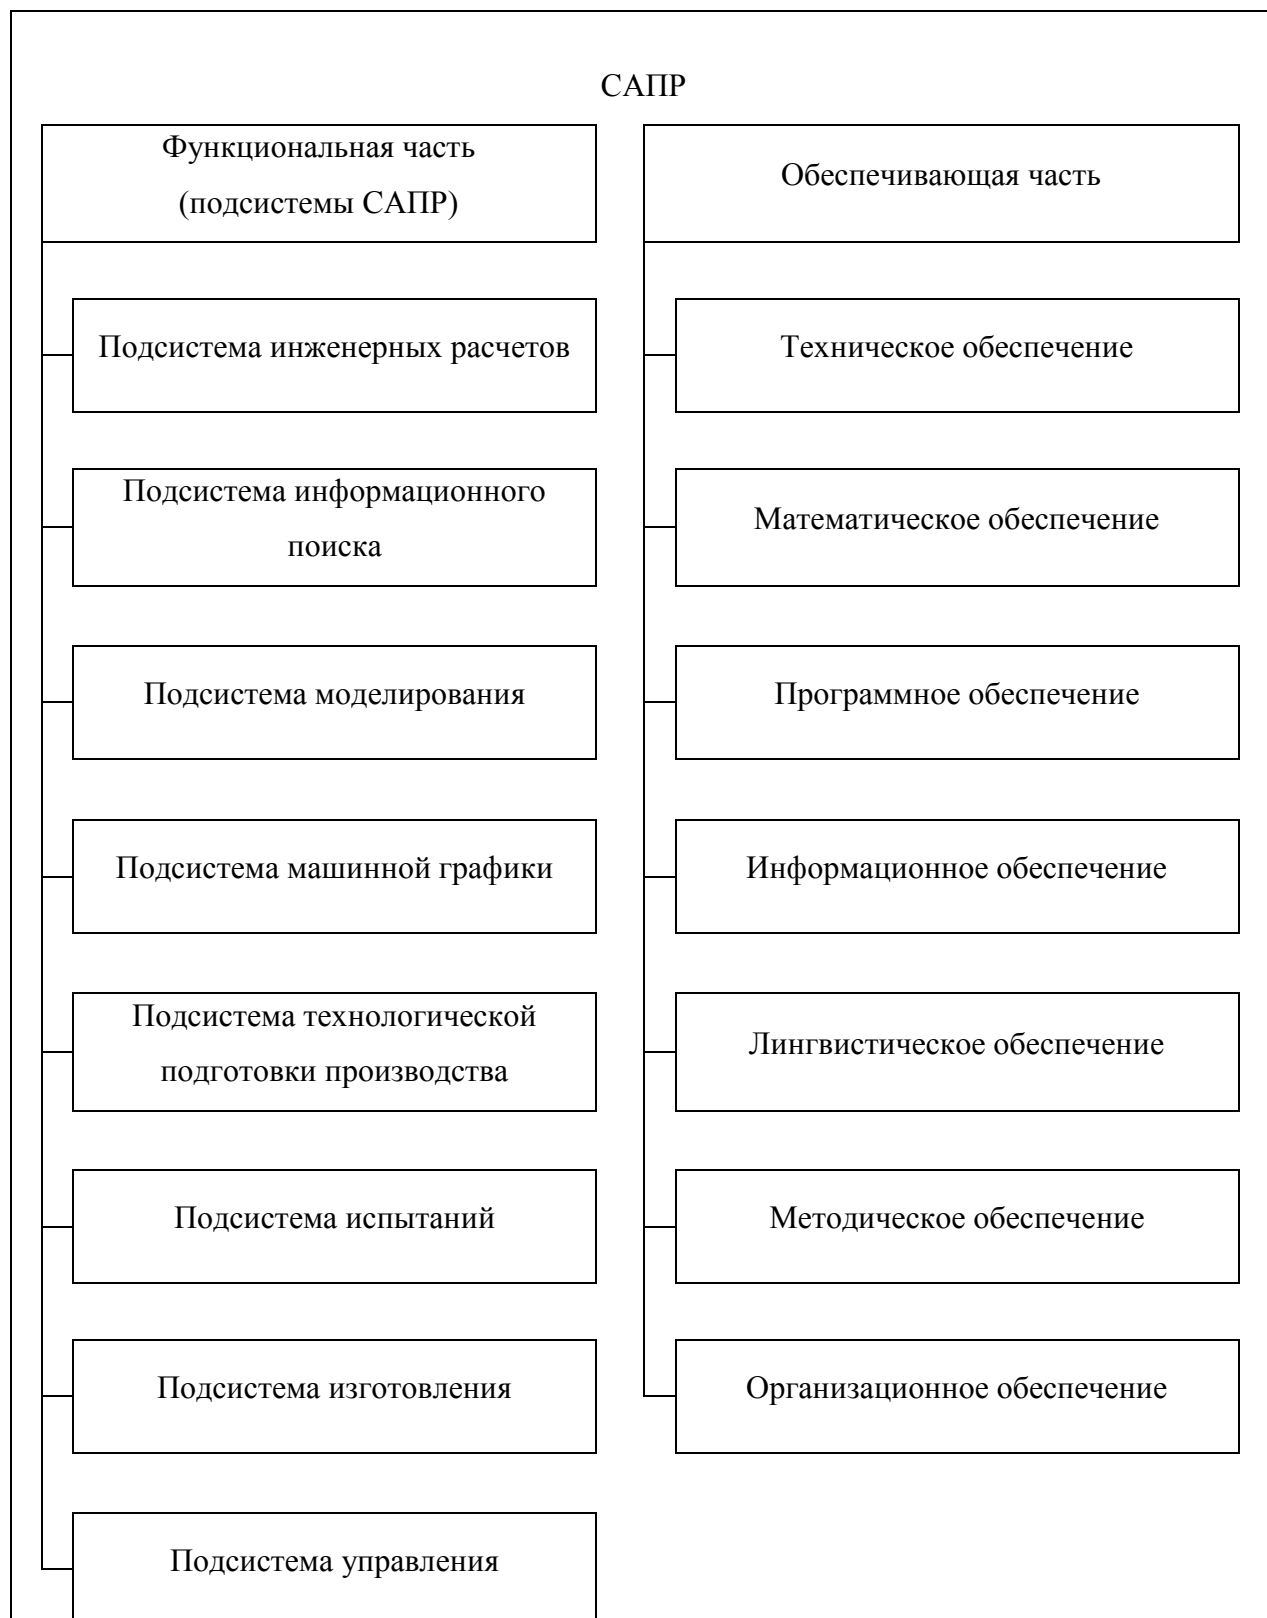 САПР
Функциональная часть
(подсистемы САПР)
Подсистема инженерных расчетов
Подсистема информационного
поиска
Подсистема моделирования
Подсистема машинной графики
Подсистема технологической
подготовки производства
Подсистема испытаний
Подсистема изготовления
Подсистема управления
Обеспечивающая часть
Техническое обеспечение
Математическое обеспечение
Программное обеспечение
Информационное обеспечение
Лингвистическое обеспечение
Методическое обеспечение
Организационное обеспечение